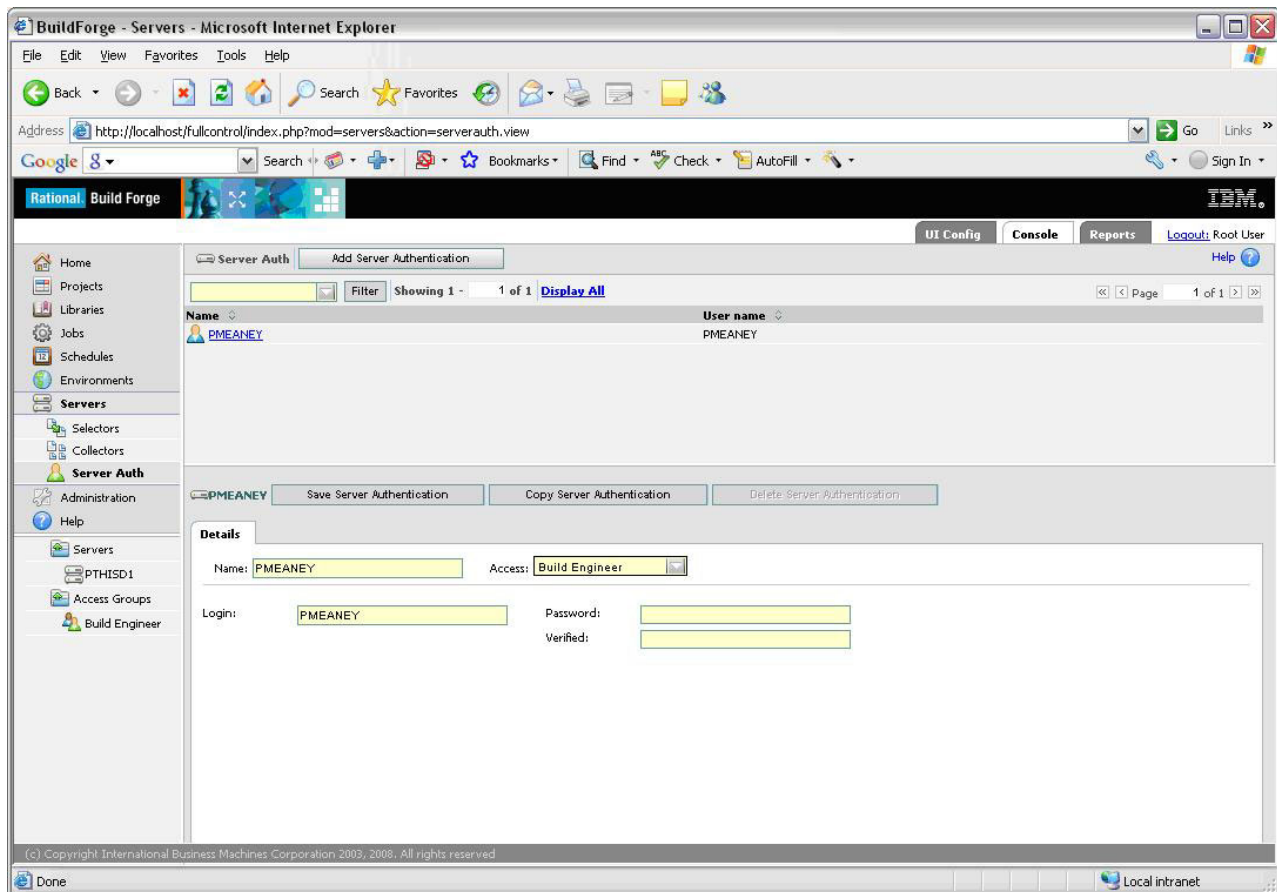 BuildForge - Servers - Microsoft Internet Explorer
File Edit View Favorites Tools Help
Back Search Favorites
Address http://localhost/fullcontrol/index.php?mod=servers&action=serverauth.view Go Links »
Google Search Bookmarks Find ABC Check AutoFill Sign In
Rational. Build Forge IBM.
UI Config Console Reports Logout: Root User
Home
Projects
Libraries
Jobs
12 Schedules
Environments
Servers
Selectors
Collectors
Server Auth
Administration
Help
Servers
PTHISD1
Access Groups
Build Engineer
Server Auth Add Server Authentication Help
Filter Showing 1 - 1 of 1 Display All Page 1 of 1
Name User name
PMEANEY PMEANEY
PMEANEY Save Server Authentication Copy Server Authentication Delete Server Authentication
Details
Name: PMEANEY Access: Build Engineer
Login: PMEANEY Password:
Verified:
(c) Copyright International Business Machines Corporation 2003, 2008. All rights reserved
Done Local intranet